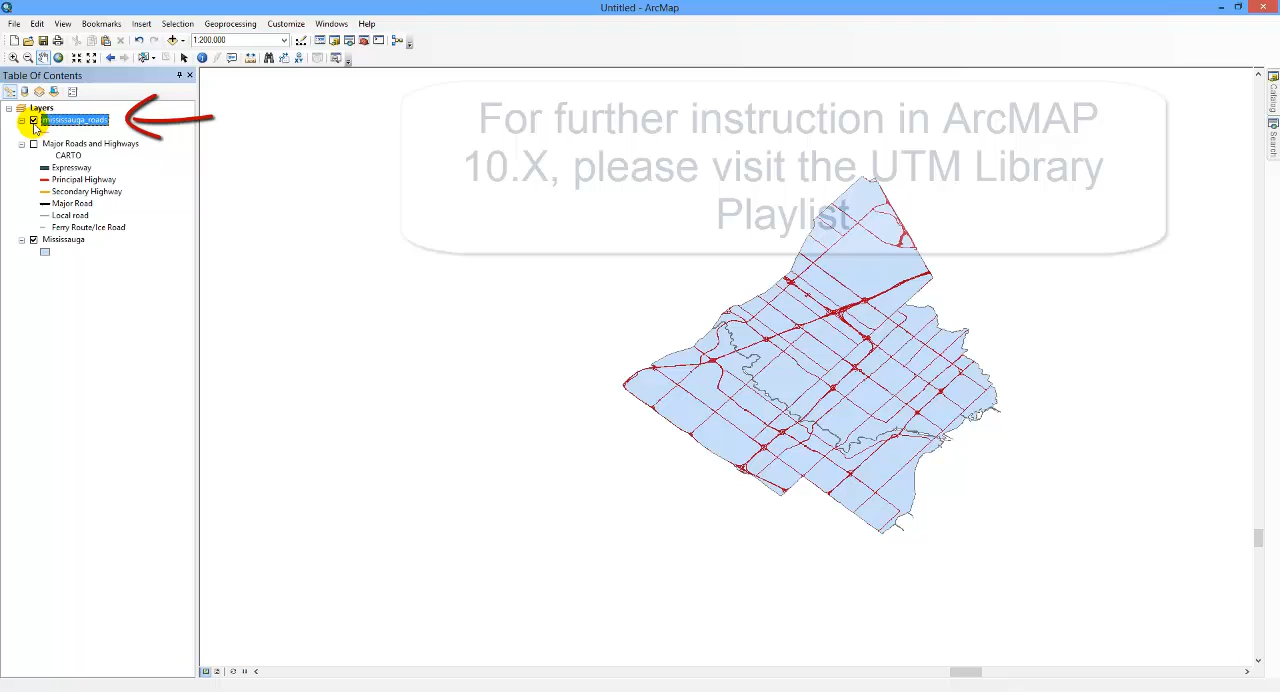 Untitled - ArcMap
File Edit View Bookmarks Insert Selection Geoprocessing Customize Windows Help
1:200,000
Table Of Contents
Layers
mississauga_roads
Major Roads and Highways
CARTO
Expressway
Principal Highway
Secondary Highway
Major Road
Local road
Ferry Route/Ice Road
Mississauga
For further instruction in ArcMAP
10.X, please visit the UTM Library
Playlist
Catalog
Search